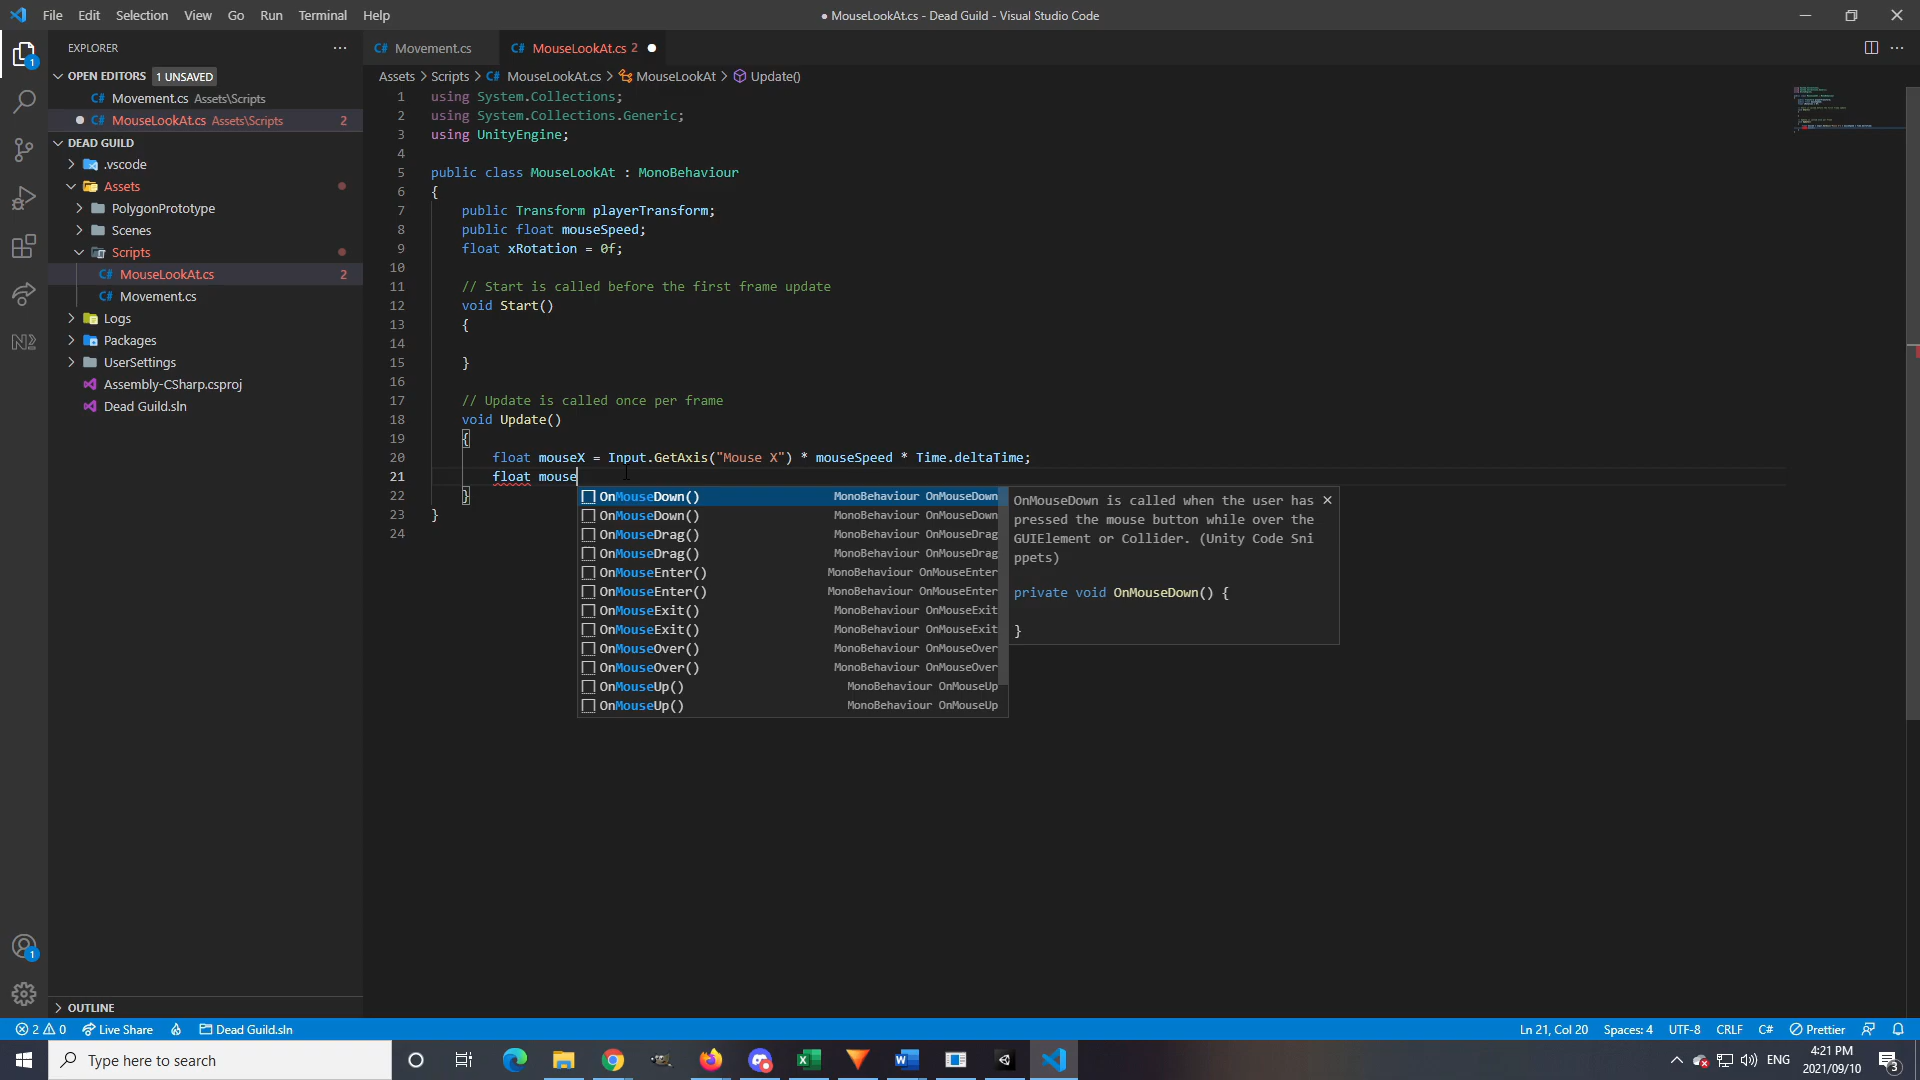 File Edit Selection View Go Run Terminal Help
● MouseLookAt.cs - Dead Guild - Visual Studio Code
EXPLORER
OPEN EDITORS 1 UNSAVED
C# Movement.cs Assets\Scripts
C# MouseLookAt.cs Assets\Scripts 2
DEAD GUILD
.vscode
Assets
PolygonPrototype
Scenes
Scripts
C# MouseLookAt.cs 2
C# Movement.cs
Logs
Packages
UserSettings
Assembly-CSharp.csproj
Dead Guild.sln
OUTLINE
C# Movement.cs
C# MouseLookAt.cs 2
Assets > Scripts > C# MouseLookAt.cs > MouseLookAt > Update()
1 using System.Collections;
2 using System.Collections.Generic;
3 using UnityEngine;
4
5 public class MouseLookAt : MonoBehaviour
6 {
7 public Transform playerTransform;
8 public float mouseSpeed;
9 float xRotation = 0f;
10
11 // Start is called before the first frame update
12 void Start()
13 {
14
15 }
16
17 // Update is called once per frame
18 void Update()
19 {
20 float mouseX = Input.GetAxis("Mouse X") * mouseSpeed * Time.deltaTime;
21 float mouse
22 }
23 }
24
OnMouseDown() MonoBehaviour OnMouseDown
OnMouseDown() MonoBehaviour OnMouseDown
OnMouseDrag() MonoBehaviour OnMouseDrag
OnMouseDrag() MonoBehaviour OnMouseDrag
OnMouseEnter() MonoBehaviour OnMouseEnter
OnMouseEnter() MonoBehaviour OnMouseEnter
OnMouseExit() MonoBehaviour OnMouseExit
OnMouseExit() MonoBehaviour OnMouseExit
OnMouseOver() MonoBehaviour OnMouseOver
OnMouseOver() MonoBehaviour OnMouseOver
OnMouseUp() MonoBehaviour OnMouseUp
OnMouseUp() MonoBehaviour OnMouseUp
OnMouseDown is called when the user has
pressed the mouse button while over the
GUIElement or Collider. (Unity Code Sni
ppets)
private void OnMouseDown() {
}
2 0 Live Share Dead Guild.sln
Ln 21, Col 20 Spaces: 4 UTF-8 CRLF C# Prettier
Type here to search
ENG
4:21 PM
2021/09/10
3